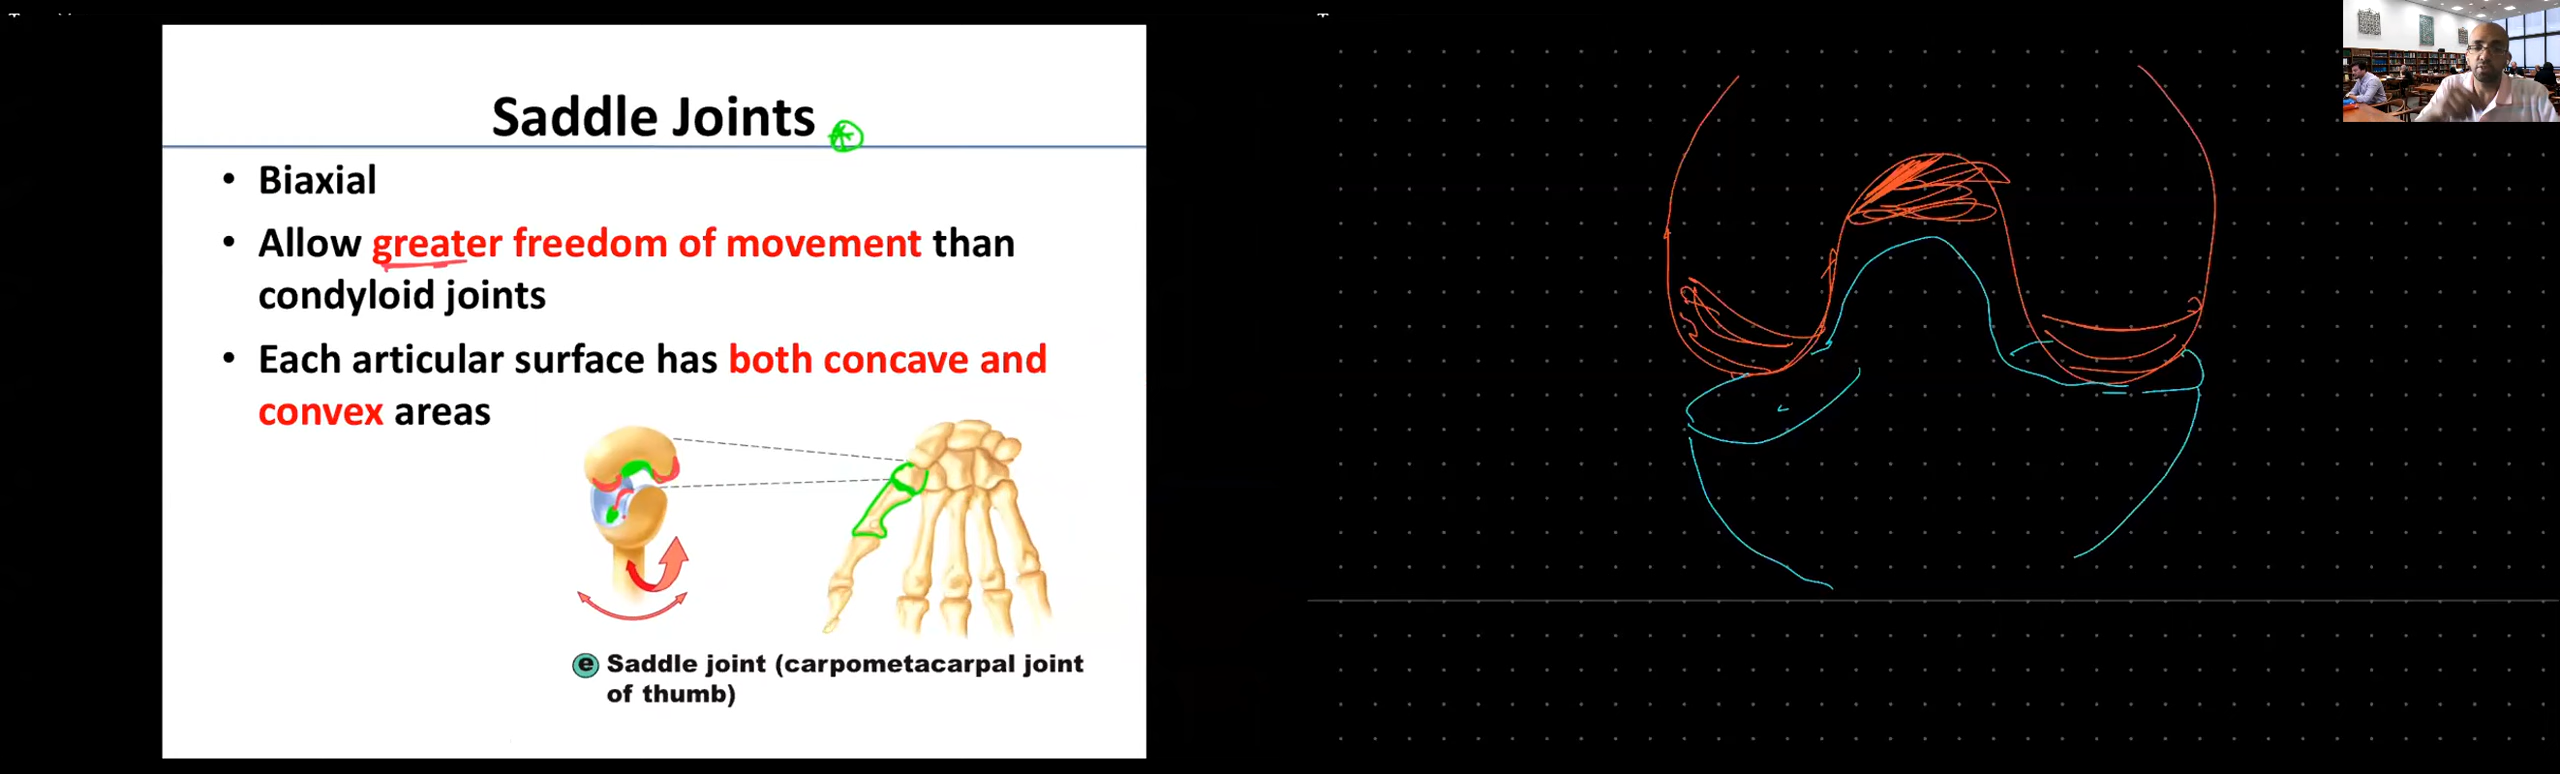 Saddle Joints
• Biaxial
• Allow greater freedom of movement than
condyloid joints
• Each articular surface has both concave and
convex areas
e Saddle joint (carpometacarpal joint
of thumb)